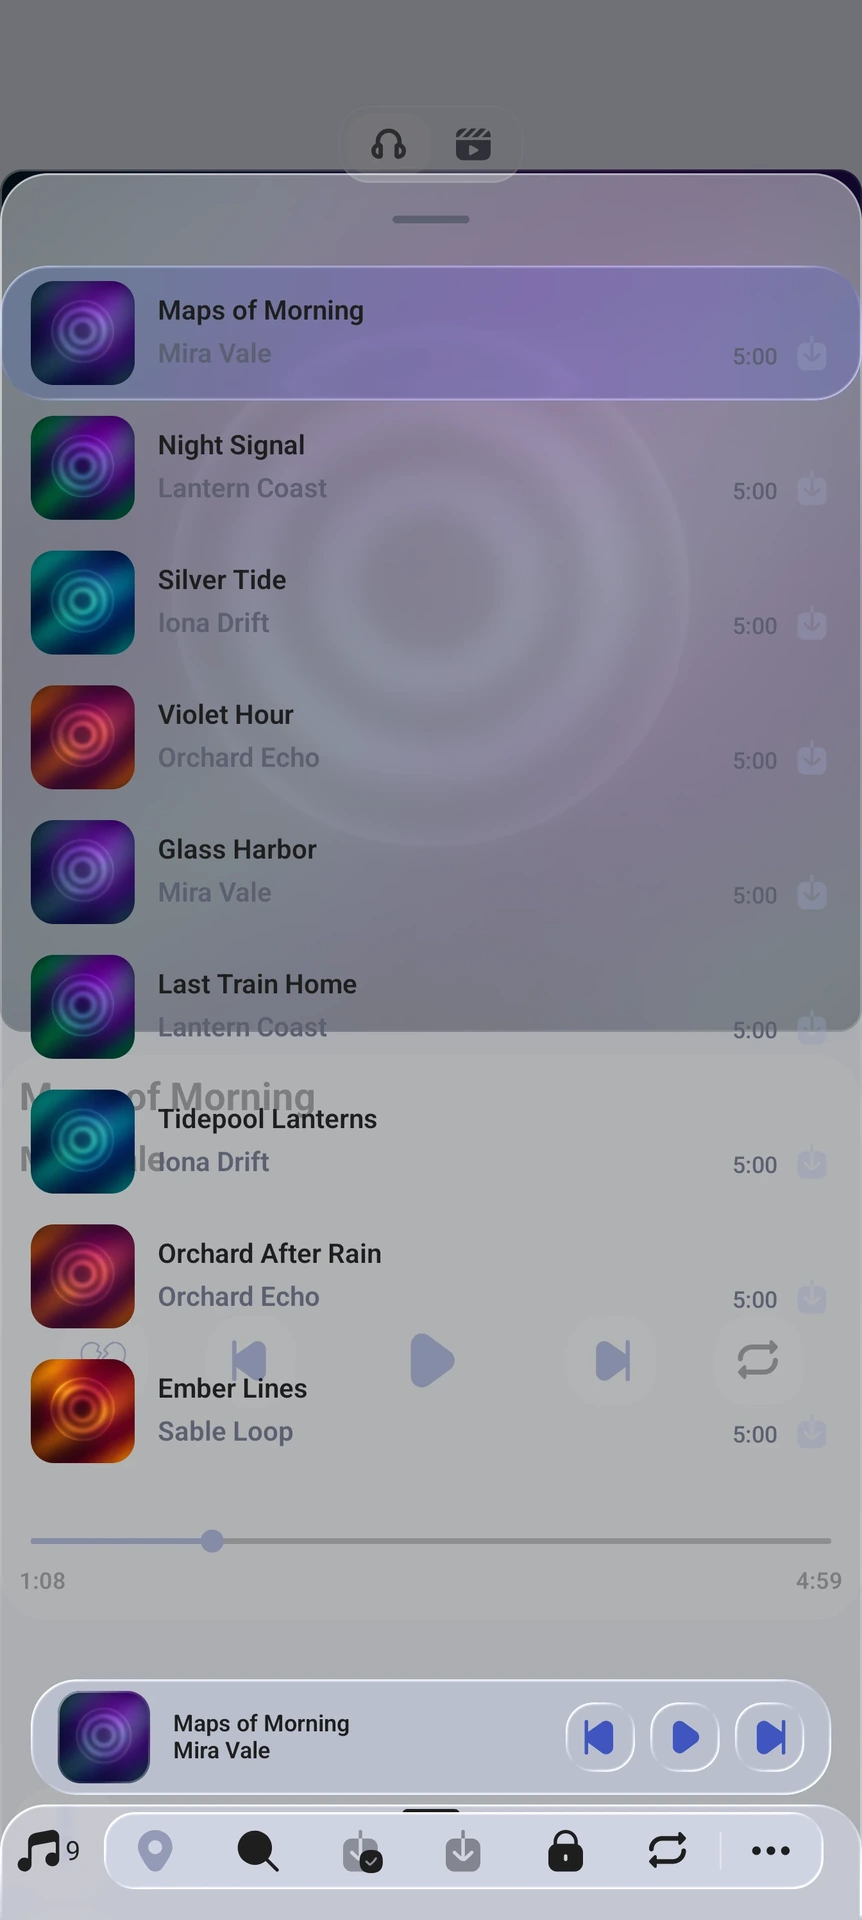 Maps of Morning
Mira Vale
5:00
Night Signal
Lantern Coast
5:00
Silver Tide
Iona Drift
5:00
Violet Hour
Orchard Echo
5:00
Glass Harbor
Mira Vale
5:00
Last Train Home
Lantern Coast
5:00
of Morning
Tidepool Lanterns
Iona Drift
5:00
Orchard After Rain
Orchard Echo
5:00
Ember Lines
Sable Loop
5:00
1:08
4:59
Maps of Morning
Mira Vale
9